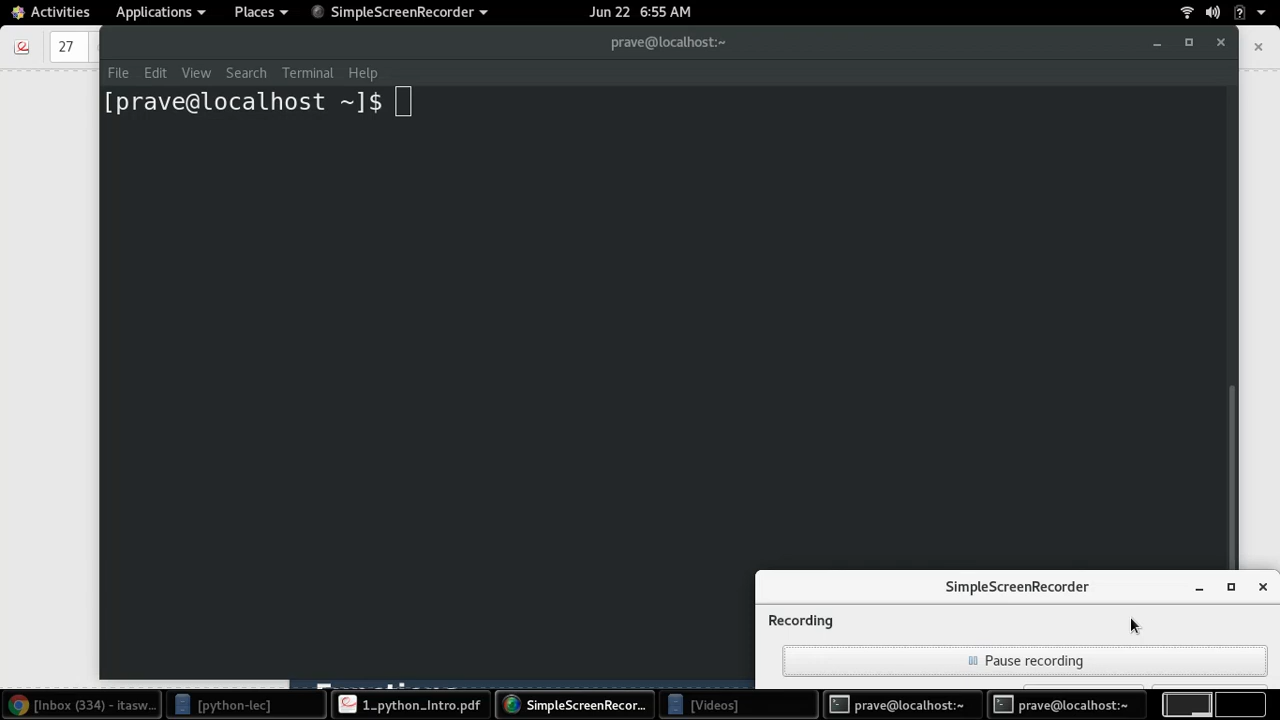 Activities Applications Places SimpleScreenRecorder Jun 22 6:55 AM
27
prave@localhost:~
File Edit View Search Terminal Help
[prave@localhost ~]$
SimpleScreenRecorder
Recording
Pause recording
Functions
[Inbox (334) - itasw... [python-lec] 1_python_Intro.pdf SimpleScreenRecor... [Videos] prave@localhost:~ prave@localhost:~